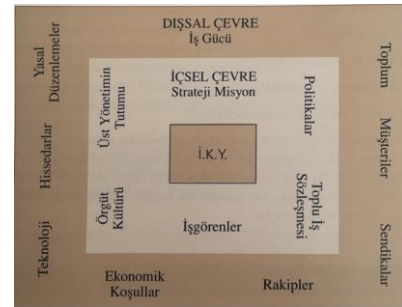 DIŞSAL ÇEVRE
İş Gücü
Yasal
Düzenlemeler
Hissedarlar
Teknoloji
Toplum
Müşteriler
Sendikalar
Ekonomik
Koşullar
Rakipler
İÇSEL ÇEVRE
Strateji Misyon
Üst Yönetimin
Tutumu
Örgüt
Kültürü
Politikalar
Toplu İş
Sözleşmesi
İ.K.Y.
İşgörenler